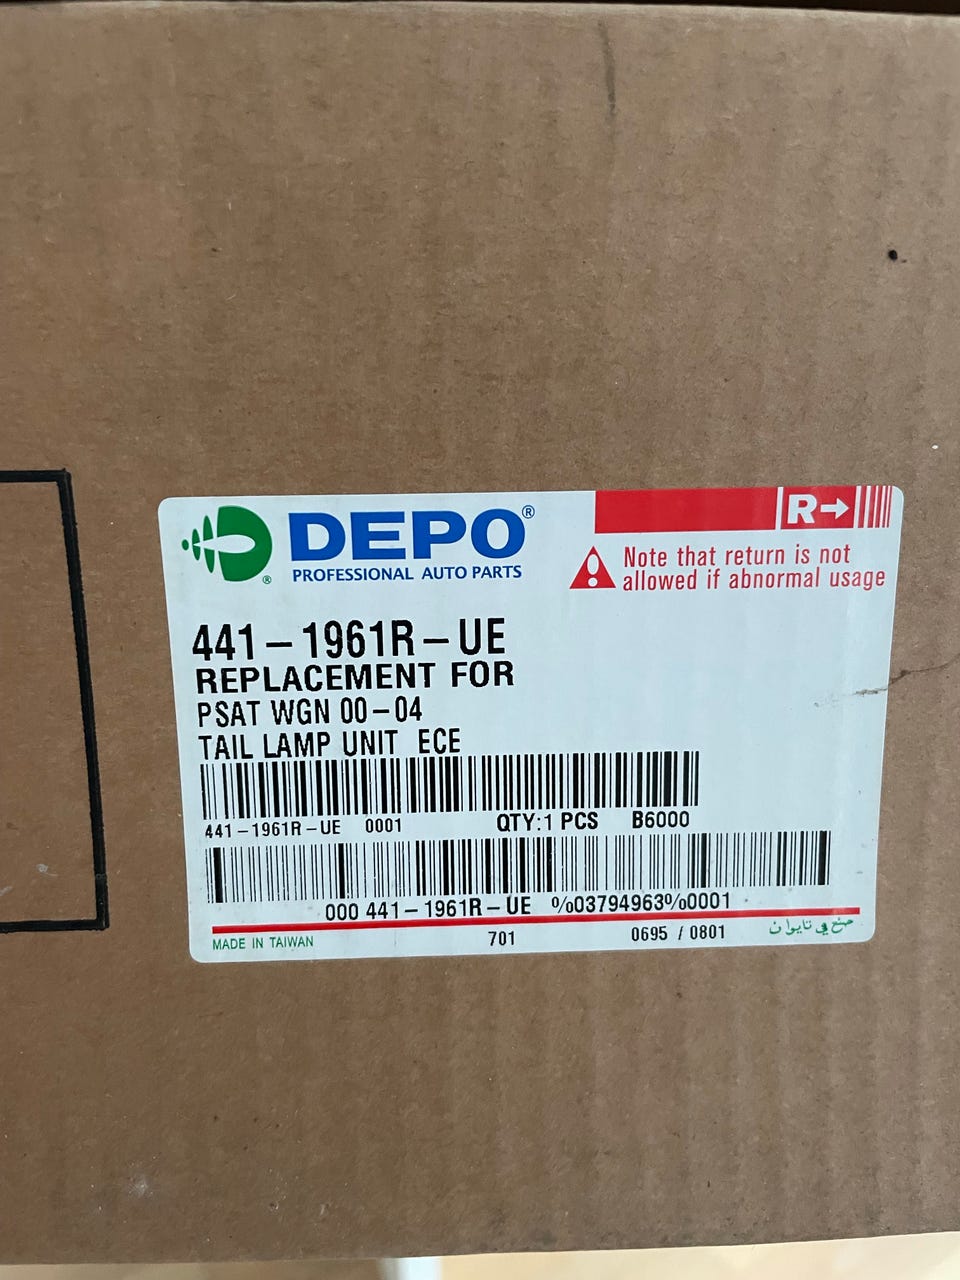 DEPO®
PROFESSIONAL AUTO PARTS
®
R→
Note that return is not
allowed if abnormal usage
441-1961R-UE
REPLACEMENT FOR
PSAT WGN 00-04
TAIL LAMP UNIT ECE
441-1961R-UE 0001 QTY:1 PCS B6000
000 441-1961R-UE %03794963%0001
MADE IN TAIWAN 701 0695 / 0801 صنع في تايوان